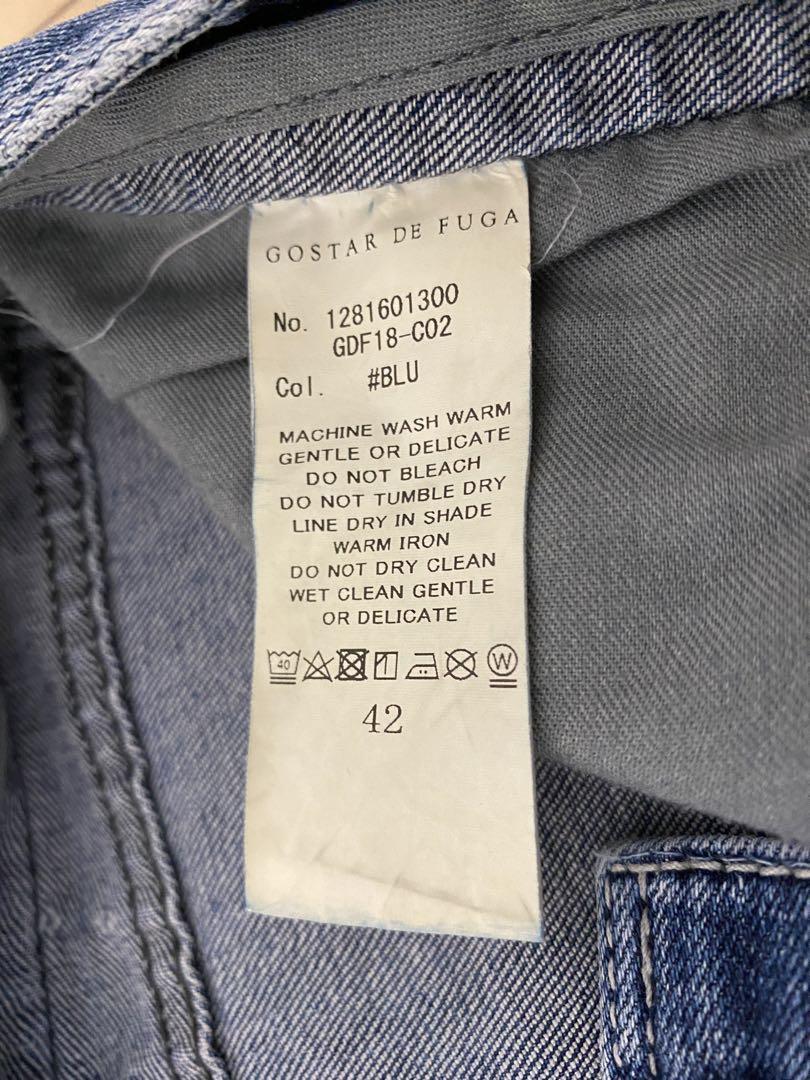 GOSTAR DE FUGA
No. 1281601300
GDF18-C02
Col. #BLU
MACHINE WASH WARM
GENTLE OR DELICATE
DO NOT BLEACH
DO NOT TUMBLE DRY
LINE DRY IN SHADE
WARM IRON
DO NOT DRY CLEAN
WET CLEAN GENTLE
OR DELICATE
40 W
42